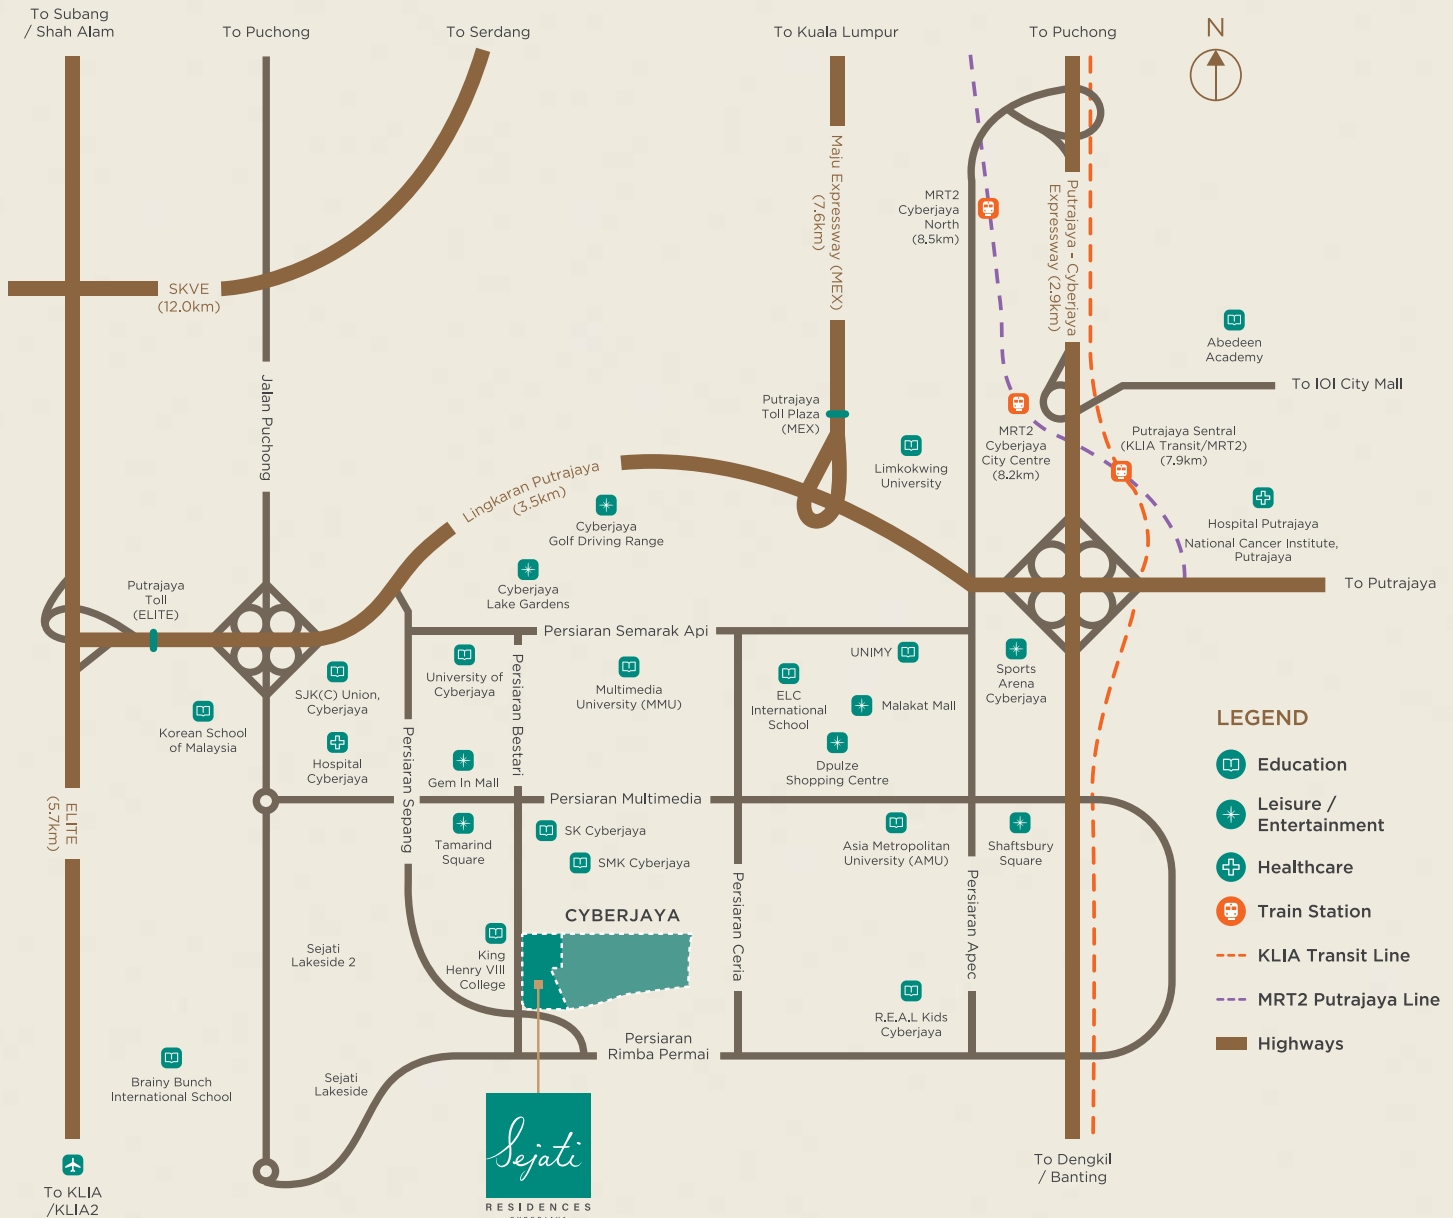 To Subang
/ Shah Alam
To Puchong
To Serdang
To Kuala Lumpur
To Puchong
N
Maju Expressway (MEX)
(7.6km)
MRT2
Cyberjaya
North
(8.5km)
Putrajaya - Cyberjaya
Expressway (2.9km)
SKVE
(12.0km)
Abedeen
Academy
To IOI City Mall
Jalan Puchong
Putrajaya
Toll Plaza
(MEX)
MRT2
Cyberjaya
City Centre
(8.2km)
Putrajaya Sentral
(KLIA Transit/MRT2)
(7.9km)
Limkokwing
University
Lingkaran Putrajaya
(3.5km)
Cyberjaya
Golf Driving Range
Hospital Putrajaya
National Cancer Institute,
Putrajaya
Putrajaya
Toll
(ELITE)
Cyberjaya
Lake Gardens
To Putrajaya
Persiaran Semarak Api
University of
Cyberjaya
Persiaran Bestari
Multimedia
University (MMU)
UNIMY
Sports
Arena
Cyberjaya
SJK(C) Union,
Cyberjaya
ELC
International
School
Malakat Mall
Korean School
of Malaysia
Hospital
Cyberjaya
Persiaran Sepang
Gem In Mall
Dpulze
Shopping Centre
LEGEND
Education
Leisure /
Entertainment
Healthcare
Train Station
KLIA Transit Line
MRT2 Putrajaya Line
Highways
ELITE
(5.7km)
Persiaran Multimedia
Tamarind
Square
SK Cyberjaya
SMK Cyberjaya
Asia Metropolitan
University (AMU)
Shaftsbury
Square
CYBERJAYA
Persiaran Ceria
Persiaran Apec
Sejati
Lakeside 2
King
Henry VIII
College
R.E.A.L Kids
Cyberjaya
Persiaran
Rimba Permai
Brainy Bunch
International School
Sejati
Lakeside
Sejati
RESIDENCES
To KLIA
/KLIA2
To Dengkil
/ Banting